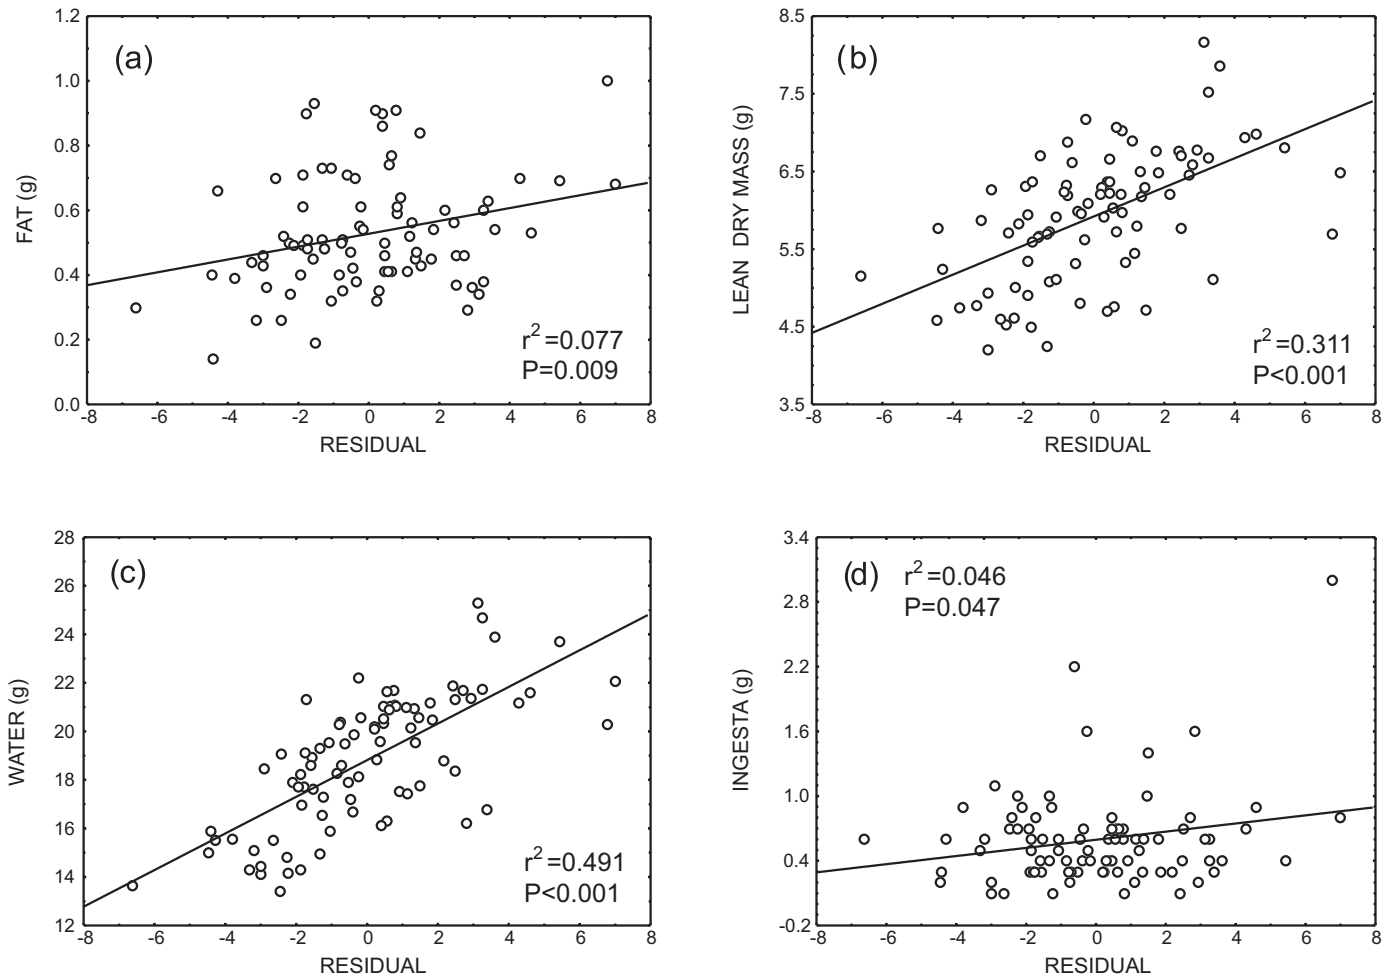 (a)
FAT (g)
1.2
1.0
0.8
0.6
0.4
0.2
0.0
r²=0.077
P=0.009
-8 -6 -4 -2 0 2 4 6 8
RESIDUAL
(b)
LEAN DRY MASS (g)
8.5
7.5
6.5
5.5
4.5
3.5
r²=0.311
P<0.001
-8 -6 -4 -2 0 2 4 6 8
RESIDUAL
(c)
WATER (g)
28
26
24
22
20
18
16
14
12
r²=0.491
P<0.001
-8 -6 -4 -2 0 2 4 6 8
RESIDUAL
(d)
r²=0.046
P=0.047
INGESTA (g)
3.4
2.8
2.2
1.6
1.0
0.4
-0.2
-8 -6 -4 -2 0 2 4 6 8
RESIDUAL